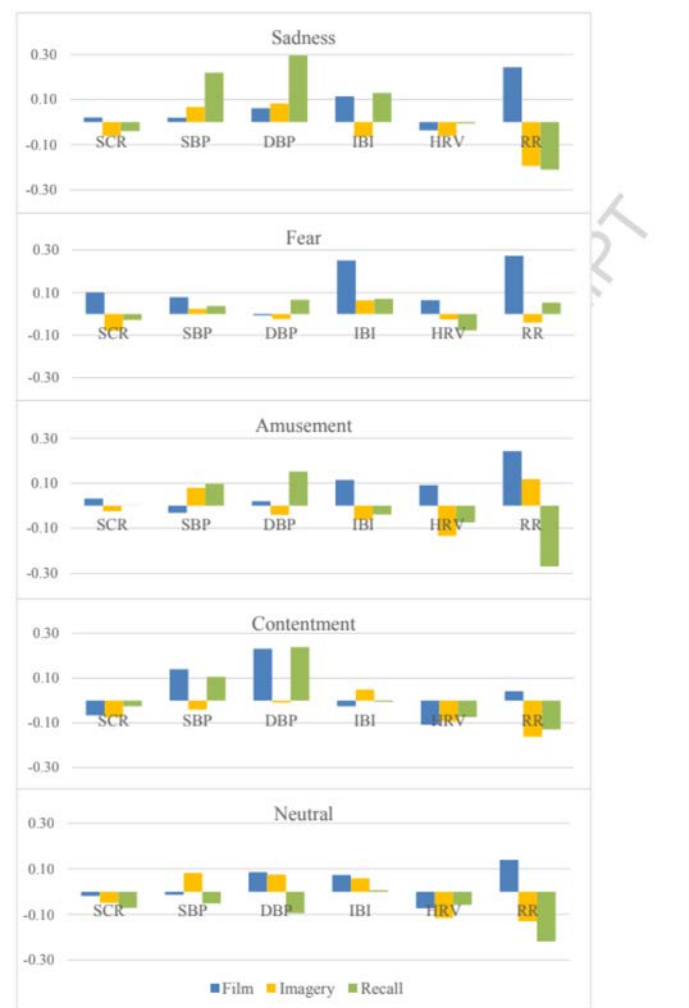 Sadness
0.30
0.10
-0.10
-0.30
SCR SBP DBP IBI HRV RR
Fear
0.30
0.10
-0.10
-0.30
SCR SBP DBP IBI HRV RR
Amusement
0.30
0.10
-0.10
-0.30
SCR SBP DBP IBI HRV RR
Contentment
0.30
0.10
-0.10
-0.30
SCR SBP DBP IBI HRV RR
Neutral
0.30
0.10
-0.10
-0.30
SCR SBP DBP IBI HRV RR
Film Imagery Recall